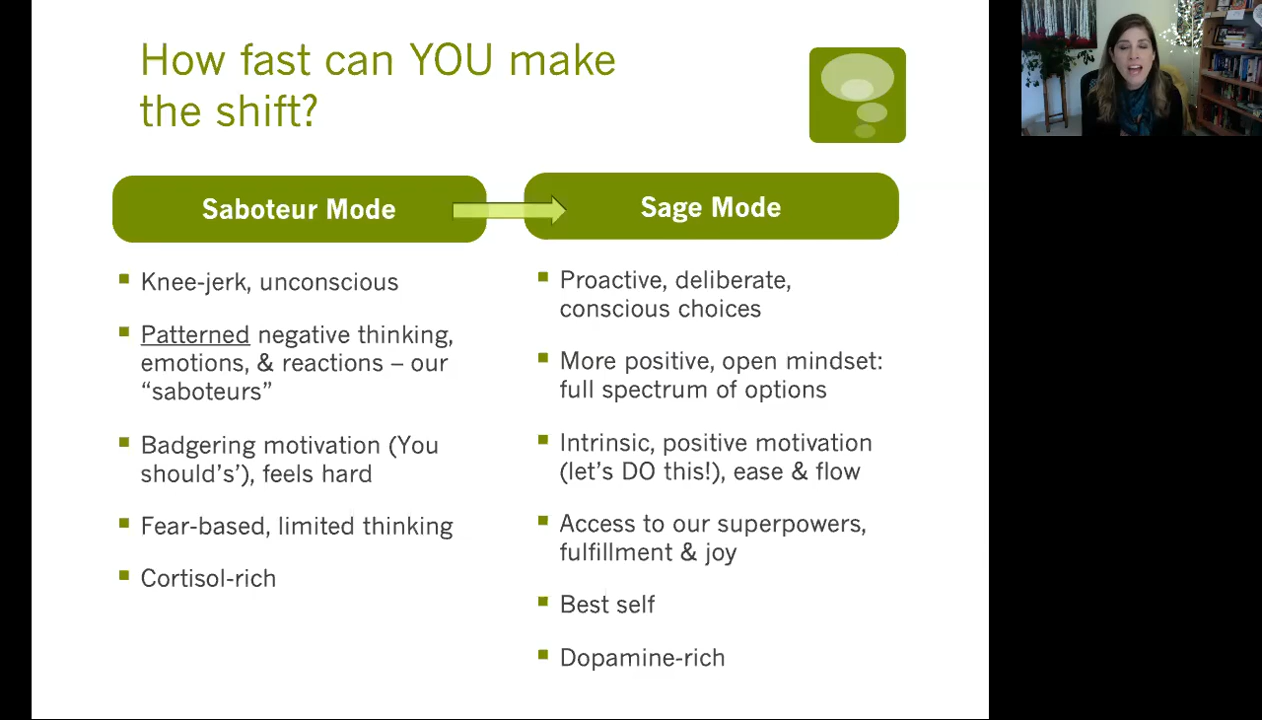 How fast can YOU make
the shift?
Saboteur Mode
Knee-jerk, unconscious
Patterned negative thinking,
emotions, & reactions – our
“saboteurs”
Badgering motivation (You
should’s’), feels hard
Fear-based, limited thinking
Cortisol-rich
Sage Mode
Proactive, deliberate,
conscious choices
More positive, open mindset:
full spectrum of options
Intrinsic, positive motivation
(let’s DO this!), ease & flow
Access to our superpowers,
fulfillment & joy
Best self
Dopamine-rich